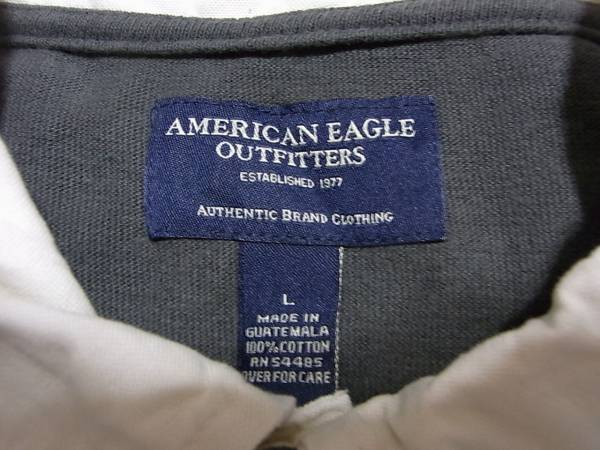 AMERICAN EAGLE
OUTFITTERS
ESTABLISHED 1977
AUTHENTIC BRAND CLOTHING
L
MADE IN
GUATEMALA
100% COTTON
RN 54485
OVER FOR CARE